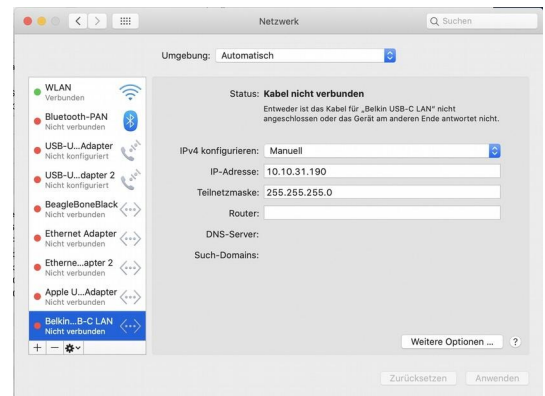 Netzwerk
Suchen
Umgebung: Automatisch
WLAN
Verbunden
Bluetooth-PAN
Nicht verbunden
USB-U...Adapter
Nicht konfiguriert
USB-U...dapter 2
Nicht konfiguriert
BeagleBoneBlack
Nicht verbunden
Ethernet Adapter
Nicht verbunden
Etherne...apter 2
Nicht verbunden
Apple U...Adapter
Nicht verbunden
Belkin...B-C LAN
Nicht verbunden
Status: Kabel nicht verbunden
Entweder ist das Kabel für „Belkin USB-C LAN“ nicht
angeschlossen oder das Gerät am anderen Ende antwortet nicht.
IPv4 konfigurieren: Manuell
IP-Adresse: 10.10.31.190
Teilnetzmaske: 255.255.255.0
Router:
DNS-Server:
Such-Domains:
Weitere Optionen ... ?
Zurücksetzen Anwenden